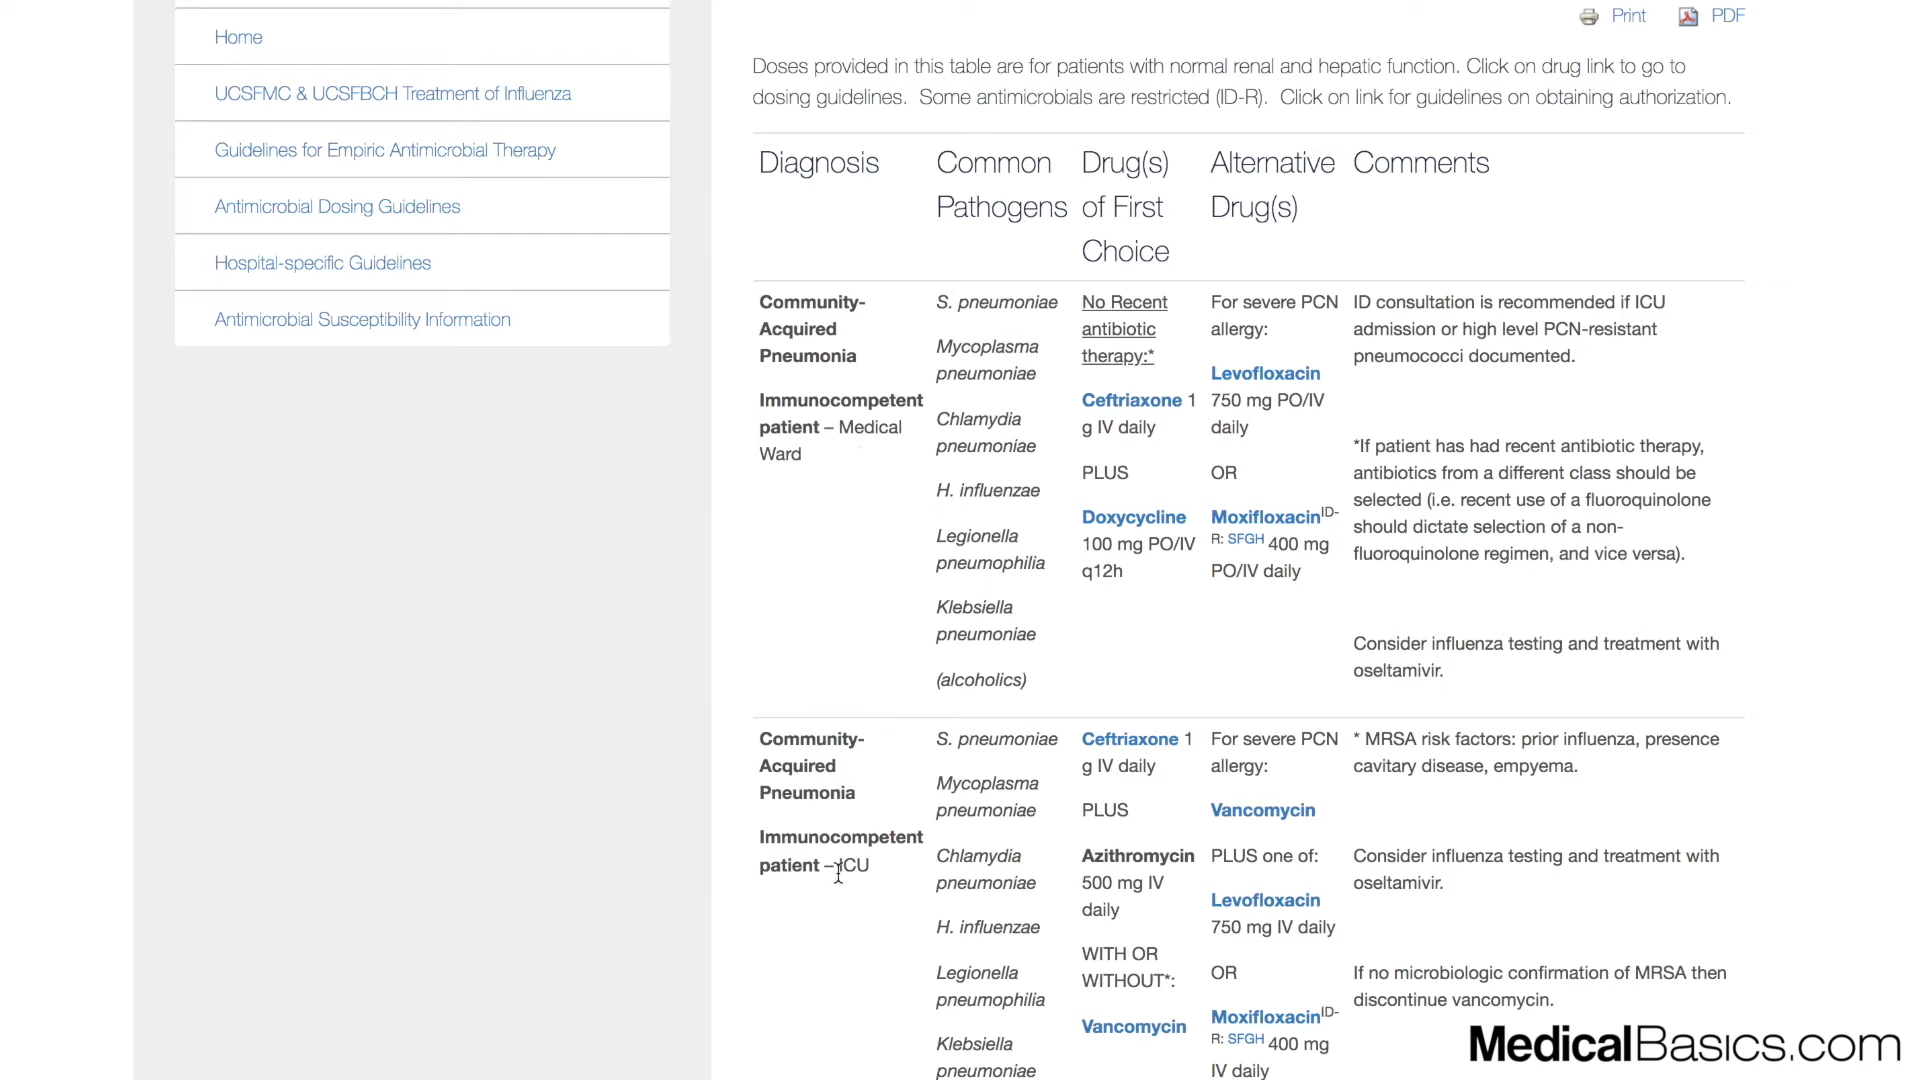 Home
UCSFMC & UCSFBCH Treatment of Influenza
Guidelines for Empiric Antimicrobial Therapy
Antimicrobial Dosing Guidelines
Hospital-specific Guidelines
Antimicrobial Susceptibility Information
Print
PDF
Doses provided in this table are for patients with normal renal and hepatic function. Click on drug link to go to
dosing guidelines.  Some antimicrobials are restricted (ID-R).  Click on link for guidelines on obtaining authorization.
Diagnosis
Common
Pathogens
Drug(s)
of First
Choice
Alternative
Drug(s)
Comments
Community-
Acquired
Pneumonia
Immunocompetent
patient – Medical
Ward
S. pneumoniae
Mycoplasma
pneumoniae
Chlamydia
pneumoniae
H. influenzae
Legionella
pneumophilia
Klebsiella
pneumoniae
(alcoholics)
No Recent
antibiotic
therapy:*
Ceftriaxone 1
g IV daily
PLUS
Doxycycline
100 mg PO/IV
q12h
For severe PCN
allergy:
Levofloxacin
750 mg PO/IV
daily
OR
Moxifloxacin ID-
R: SFGH 400 mg
PO/IV daily
ID consultation is recommended if ICU
admission or high level PCN-resistant
pneumococci documented.
*If patient has had recent antibiotic therapy,
antibiotics from a different class should be
selected (i.e. recent use of a fluoroquinolone
should dictate selection of a non-
fluoroquinolone regimen, and vice versa).
Consider influenza testing and treatment with
oseltamivir.
Community-
Acquired
Pneumonia
Immunocompetent
patient – ICU
S. pneumoniae
Mycoplasma
pneumoniae
Chlamydia
pneumoniae
H. influenzae
Legionella
pneumophilia
Klebsiella
pneumoniae
Ceftriaxone 1
g IV daily
PLUS
Azithromycin
500 mg IV
daily
WITH OR
WITHOUT*:
Vancomycin
For severe PCN
allergy:
Vancomycin
PLUS one of:
Levofloxacin
750 mg IV daily
OR
Moxifloxacin ID-
R: SFGH 400 mg
IV daily
* MRSA risk factors: prior influenza, presence
cavitary disease, empyema.
Consider influenza testing and treatment with
oseltamivir.
If no microbiologic confirmation of MRSA then
discontinue vancomycin.
MedicalBasics.com